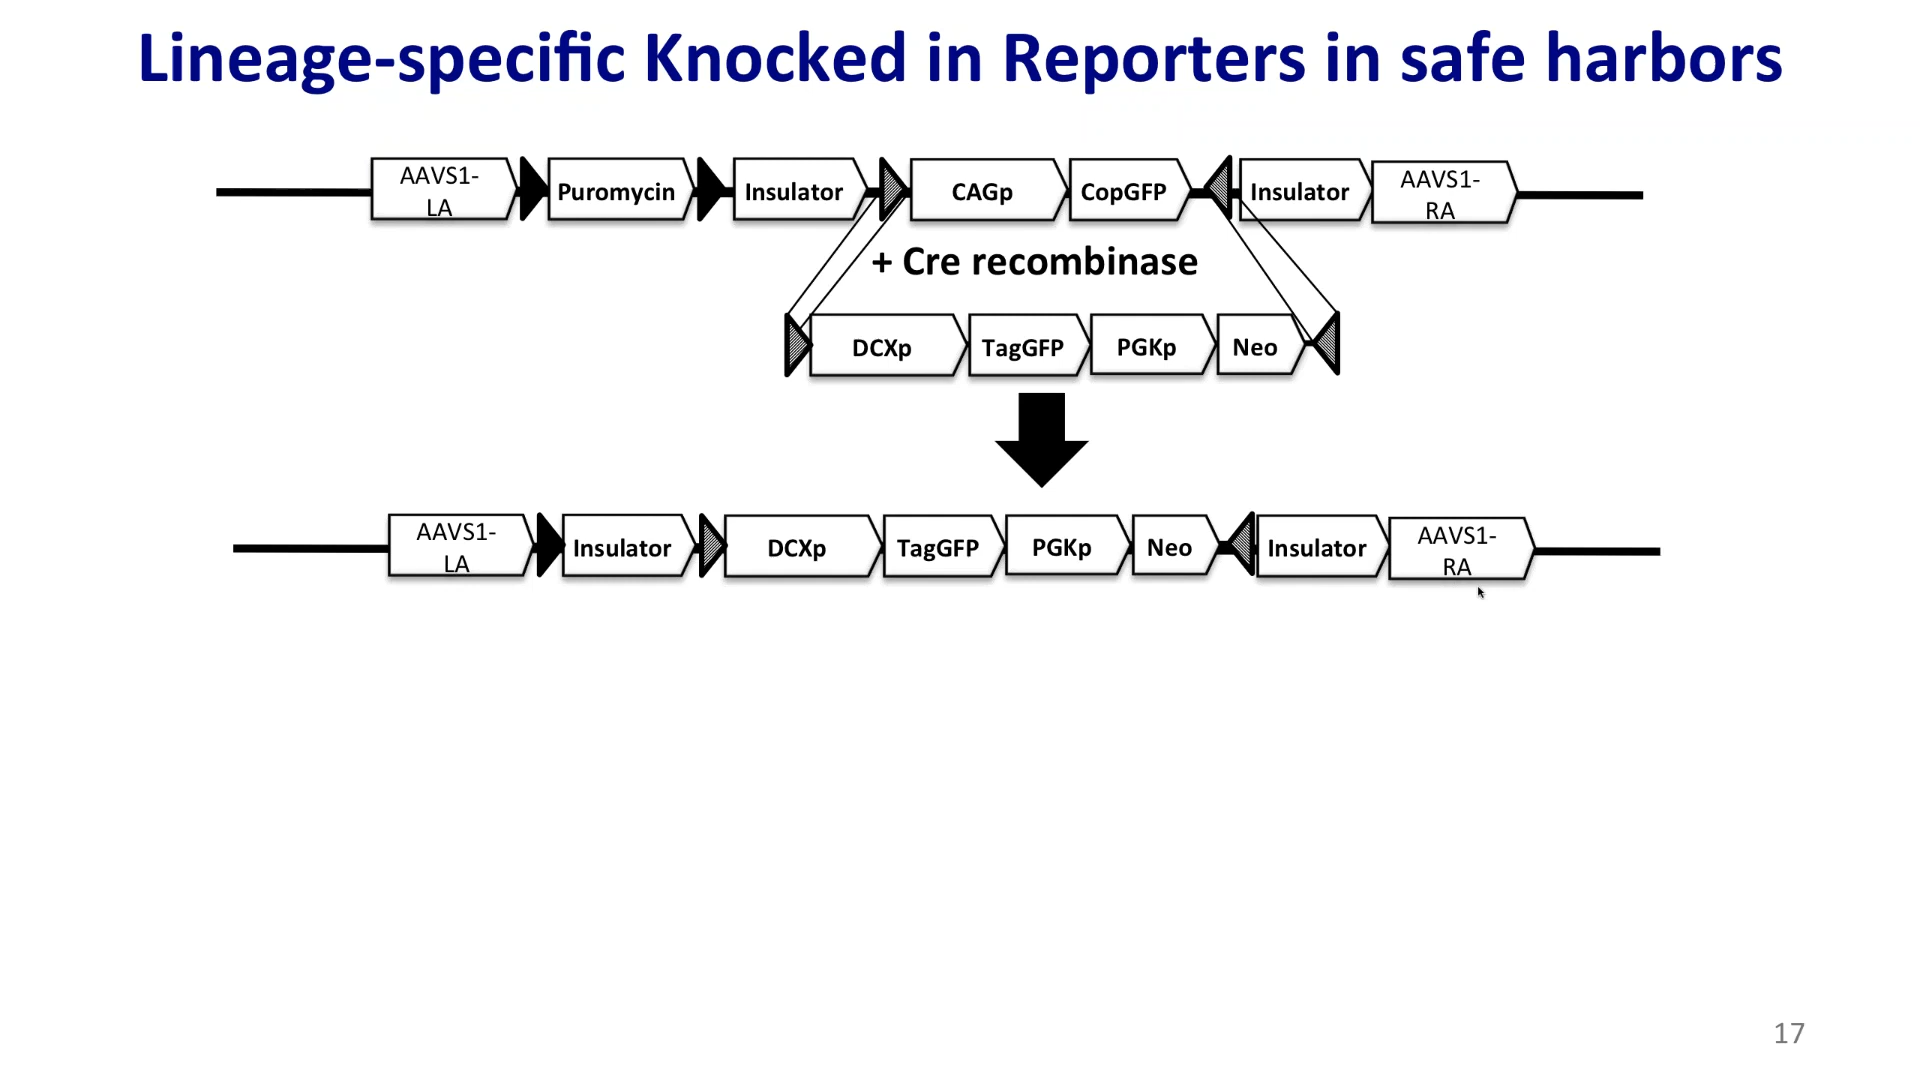 Lineage-specific Knocked in Reporters in safe harbors
AAVS1-
LA
Puromycin
Insulator
CAGp
CopGFP
Insulator
AAVS1-
RA
+ Cre recombinase
DCXp
TagGFP
PGKp
Neo
AAVS1-
LA
Insulator
DCXp
TagGFP
PGKp
Neo
Insulator
AAVS1-
RA
17